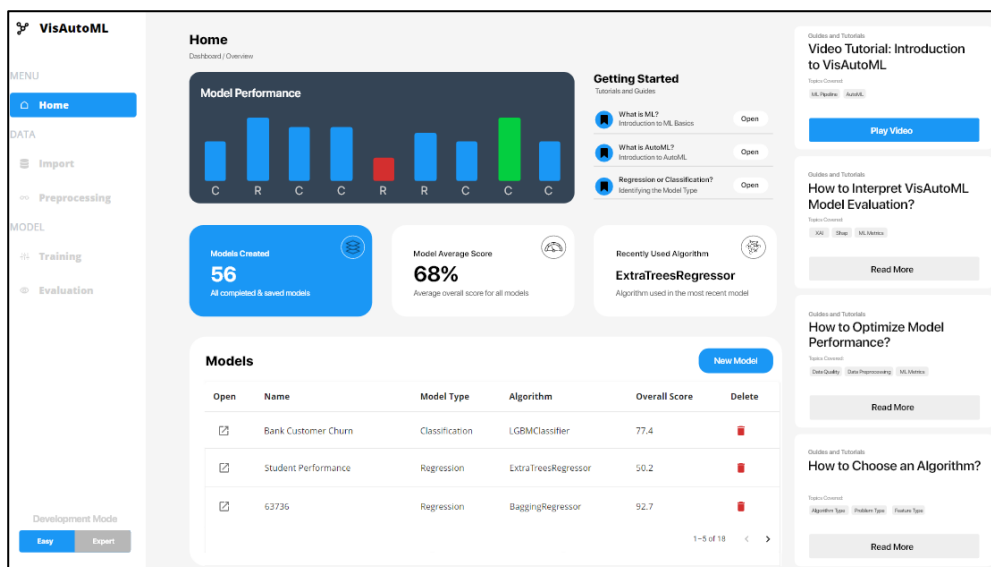 VisAutoML
MENU
Home
DATA
Import
Preprocessing
MODEL
Training
Evaluation
Development Mode
Easy Expert
Home
Dashboard / Overview
Model Performance
C R C C R R C C C
Getting Started
Tutorials and Guides
What is ML?
Introduction to ML Basics
Open
What is AutoML?
Introduction to AutoML
Open
Regression or Classification?
Identifying the Model Type
Open
Models Created
56
All completed & saved models
Model Average Score
68%
Average overall score for all models
Recently Used Algorithm
ExtraTreesRegressor
Algorithm used in the most recent model
Models
New Model
Open Name Model Type Algorithm Overall Score Delete
Bank Customer Churn Classification LGBMClassifier 77.4
Student Performance Regression ExtraTreesRegressor 50.2
63736 Regression BaggingRegressor 92.7
1–5 of 18
Guides and Tutorials
Video Tutorial: Introduction
to VisAutoML
Topics Covered:
ML Pipeline AutoML
Play Video
Guides and Tutorials
How to Interpret VisAutoML
Model Evaluation?
Topics Covered:
XAI Shap ML Metrics
Read More
Guides and Tutorials
How to Optimize Model
Performance?
Topics Covered:
Data Quality Data Preprocessing ML Metrics
Read More
Guides and Tutorials
How to Choose an Algorithm?
Topics Covered:
Algorithm Type Problem Type Feature Type
Read More